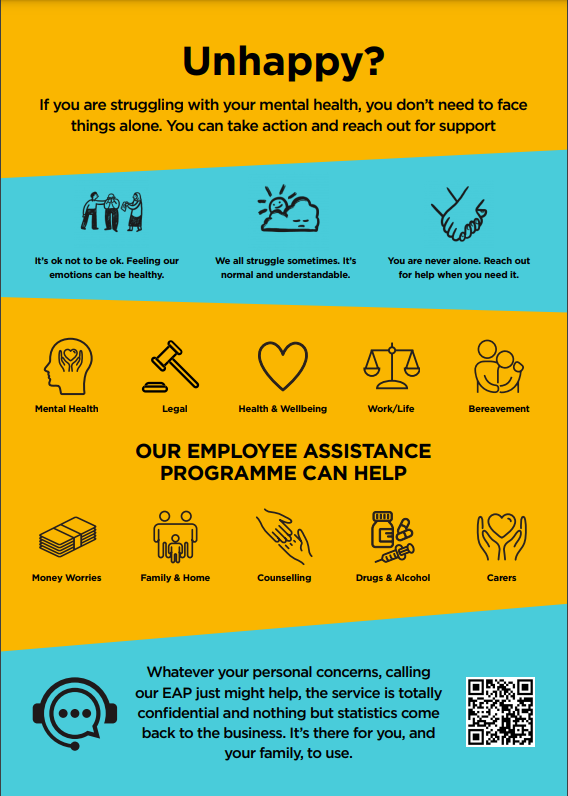 Unhappy?
If you are struggling with your mental health, you don't need to face
things alone. You can take action and reach out for support
It's ok not to be ok. Feeling our
emotions can be healthy.
We all struggle sometimes. It's
normal and understandable.
You are never alone. Reach out
for help when you need it.
Mental Health
Legal
Health & Wellbeing
Work/Life
Bereavement
OUR EMPLOYEE ASSISTANCE
PROGRAMME CAN HELP
Money Worries
Family & Home
Counselling
Drugs & Alcohol
Carers
Whatever your personal concerns, calling
our EAP just might help, the service is totally
confidential and nothing but statistics come
back to the business. It's there for you, and
your family, to use.